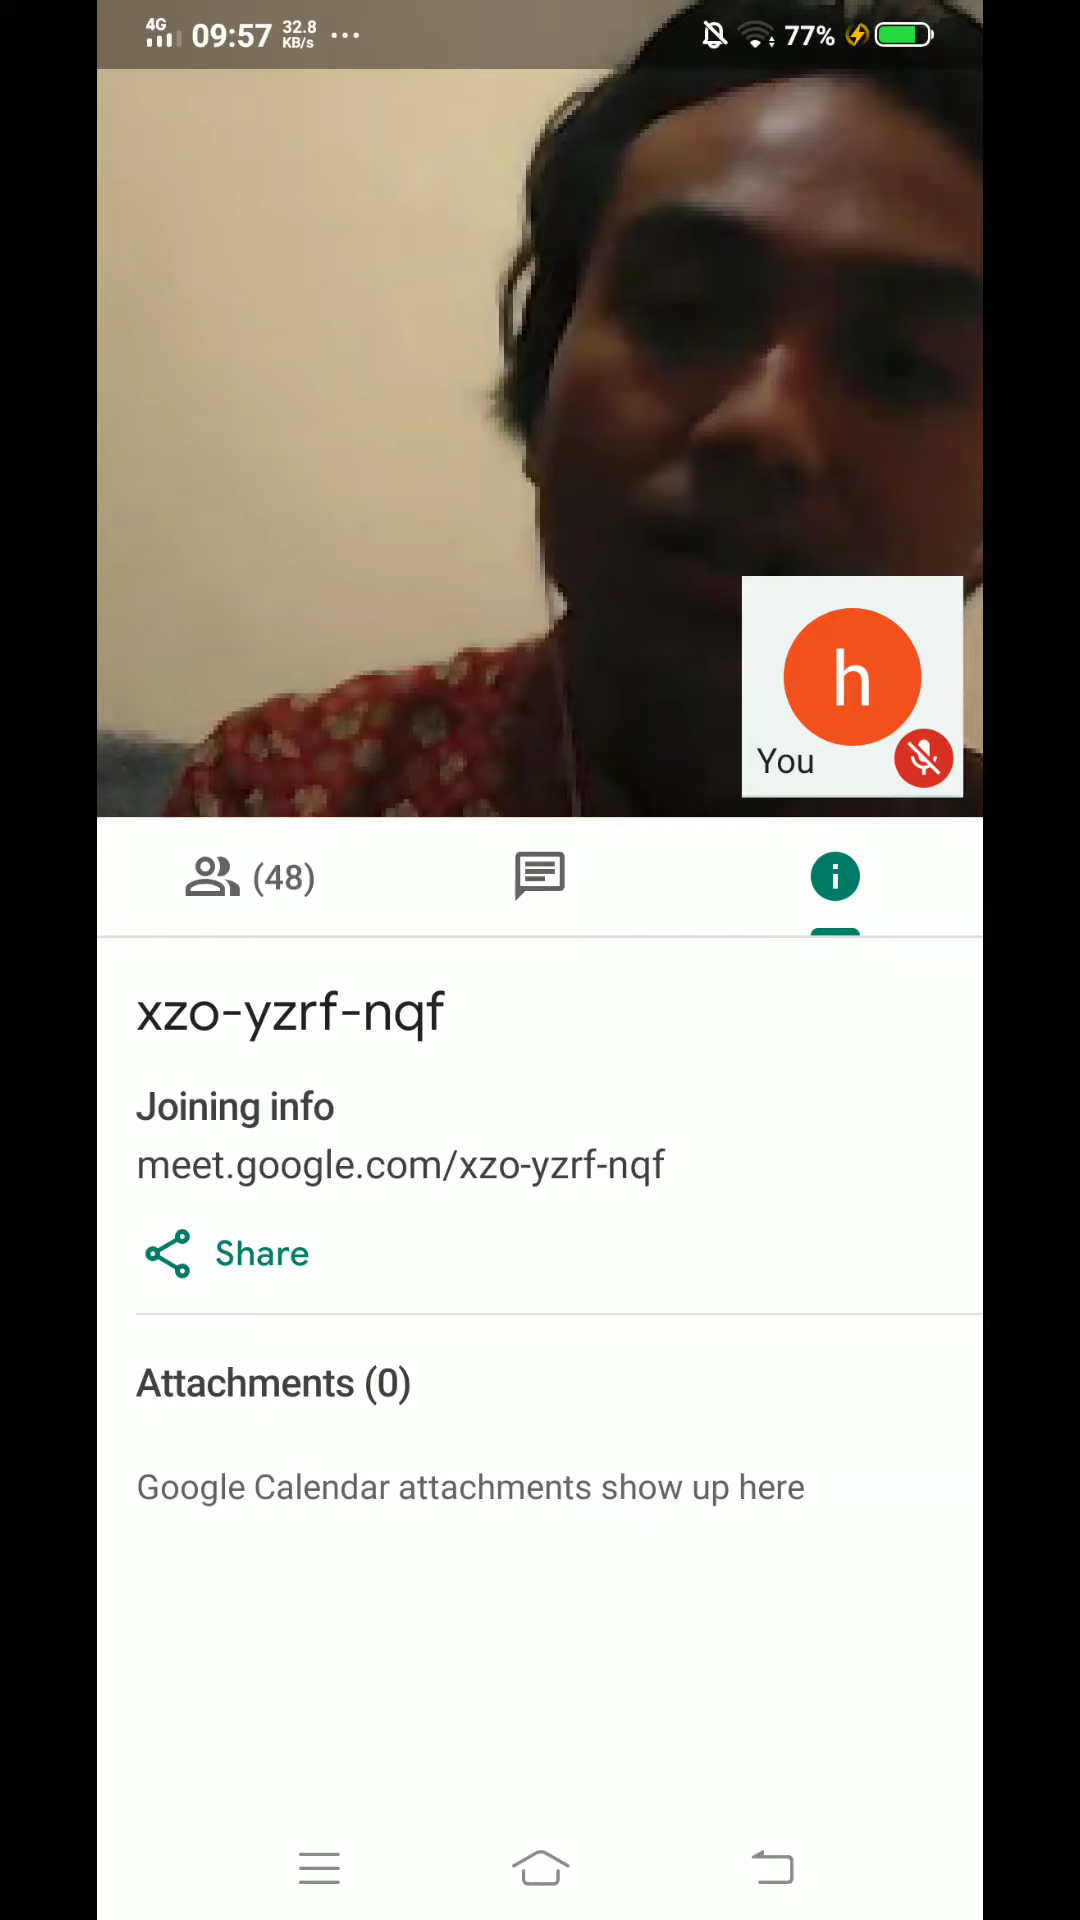 4G 09:57 32.8 KB/s ... 77%
h
You
(48)
xzo-yzrf-nqf
Joining info
meet.google.com/xzo-yzrf-nqf
Share
Attachments (0)
Google Calendar attachments show up here